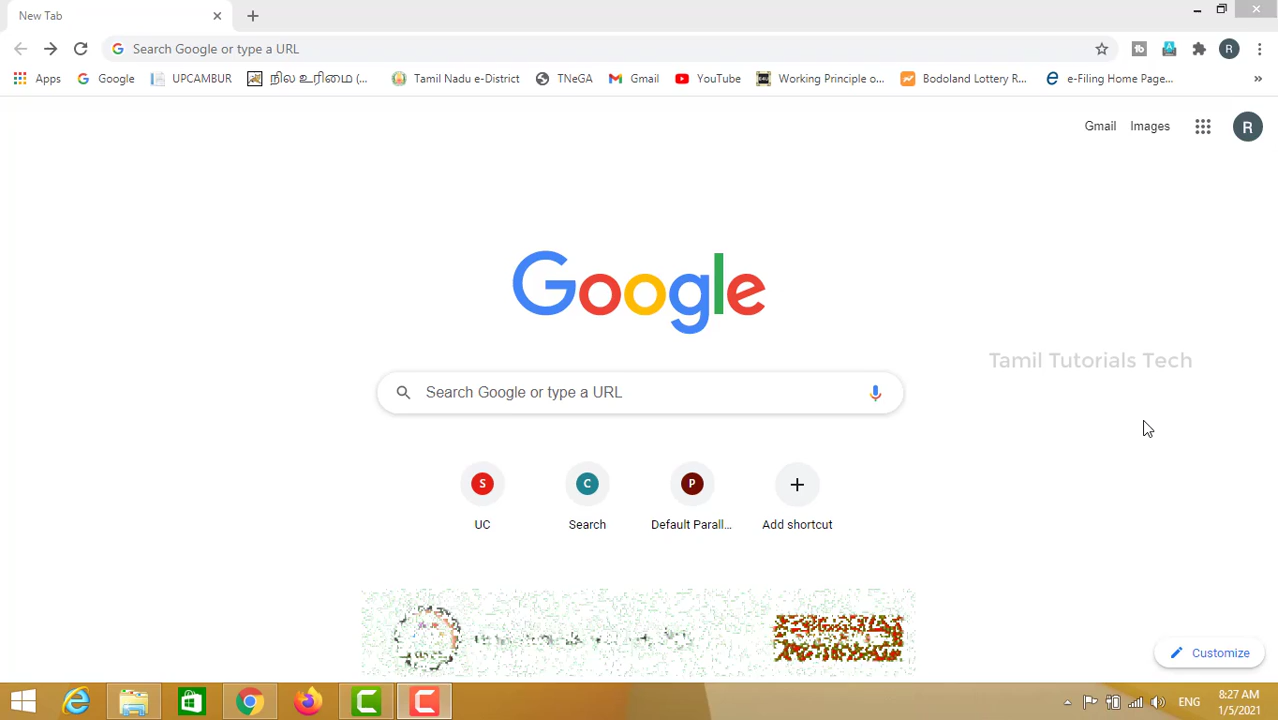 New Tab
Search Google or type a URL
Apps Google UPCAMBUR நில உரிமை (... Tamil Nadu e-District TNeGA Gmail YouTube Working Principle o... Bodoland Lottery R... e-Filing Home Page... »
R
Gmail Images R
Google
Tamil Tutorials Tech
Search Google or type a URL
S C P
UC Search Default Parall... Add shortcut
Customize
ENG 8:27 AM
1/5/2021